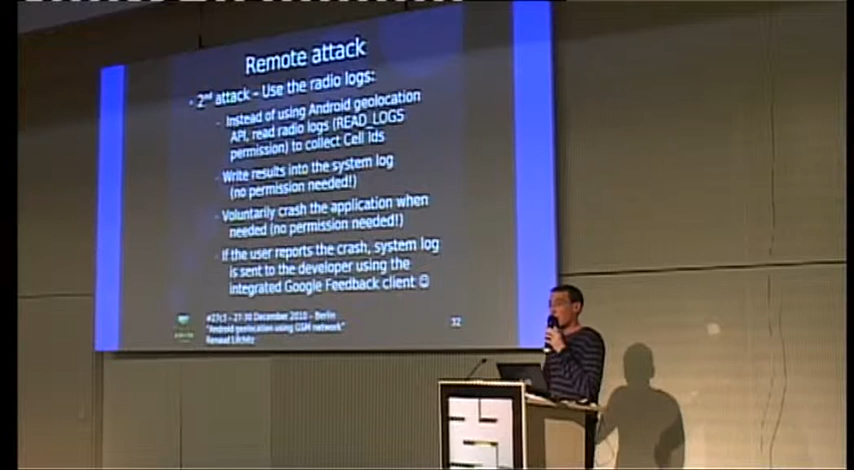 Remote attack
• 2nd attack – Use the radio logs:
- Instead of using Android geolocation
API, read radio logs (READ_LOGS
permission) to collect Cell Ids
- Write results into the system log
(no permission needed!)
- Voluntarily crash the application when
needed (no permission needed!)
- If the user reports the crash, system log
is sent to the developer using the
integrated Google Feedback client ☺
#27c3 – 27-30 December 2010 – Berlin
"Android geolocation using GSM network"
Renaud Lifchitz
32